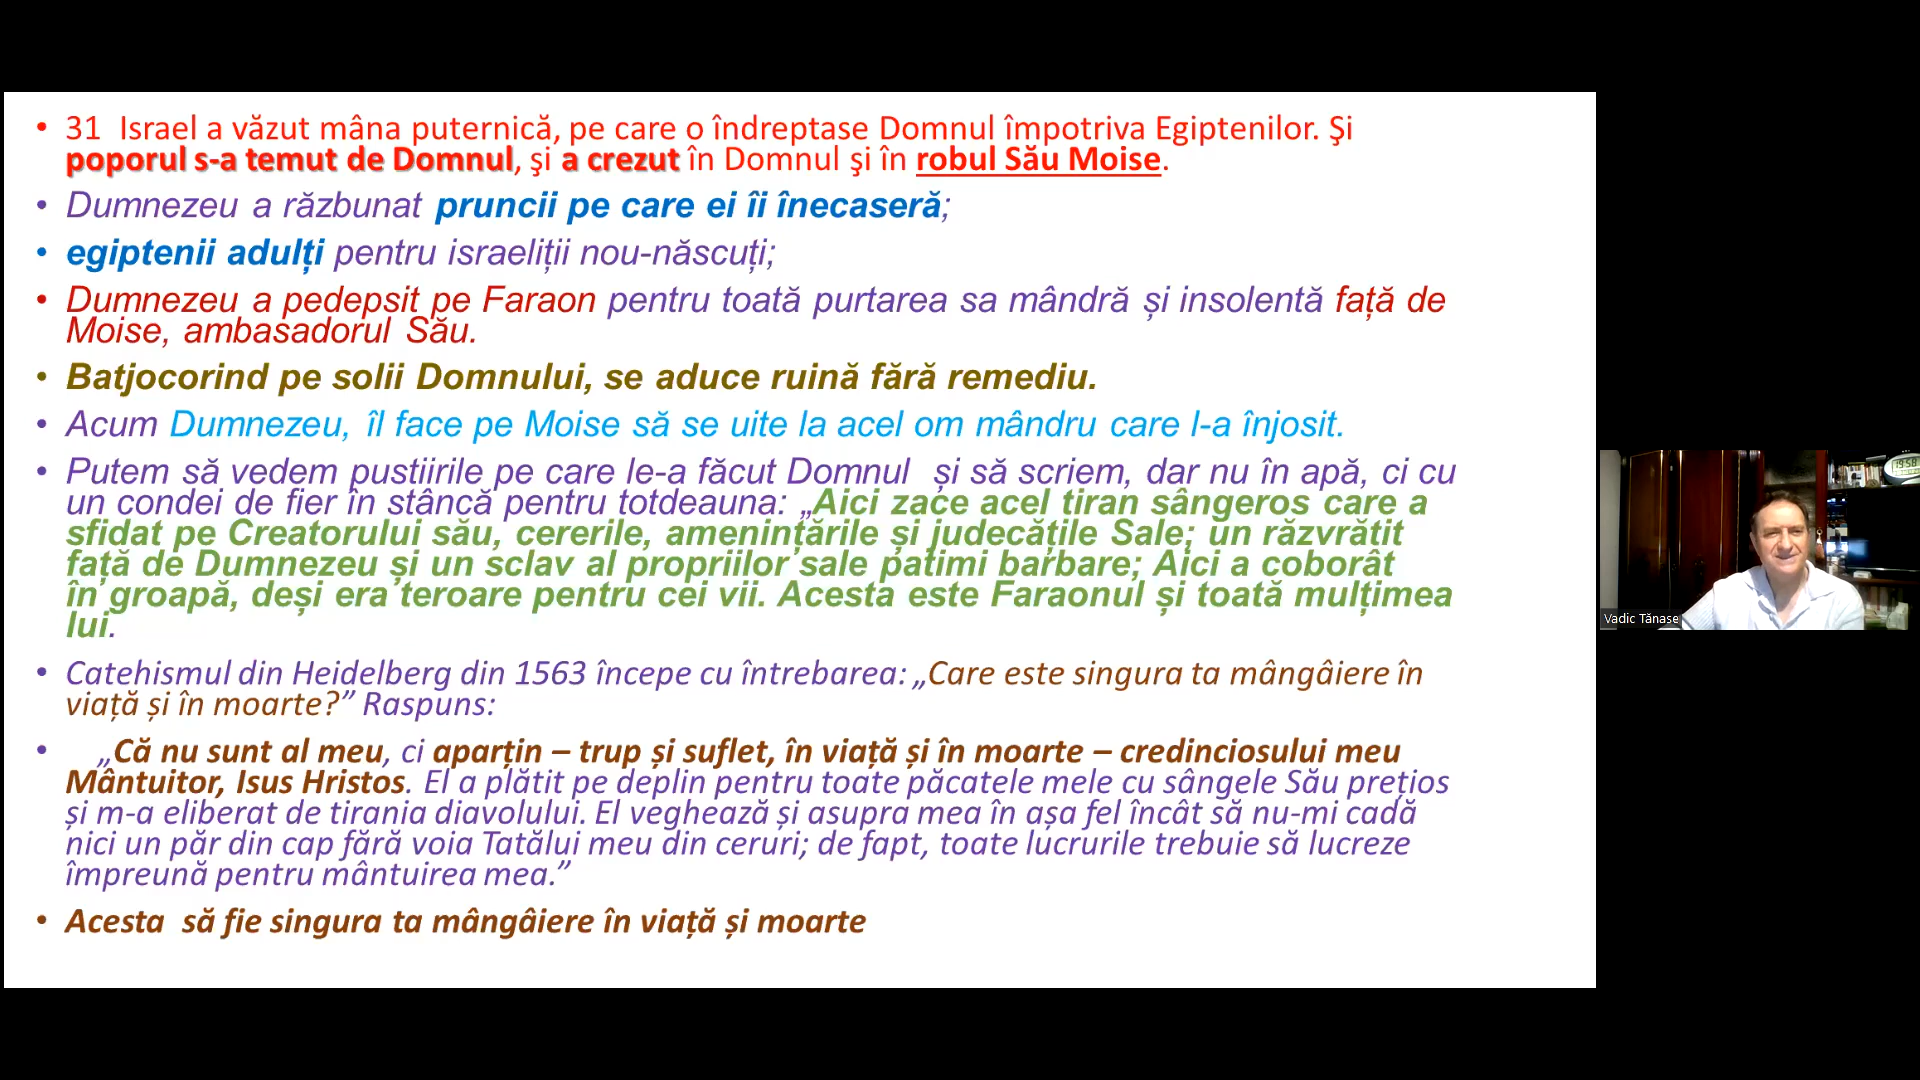 • 31  Israel a văzut mâna puternică, pe care o îndreptase Domnul împotriva Egiptenilor. Şi
poporul s-a temut de Domnul, şi a crezut în Domnul şi în robul Său Moise.
• Dumnezeu a răzbunat pruncii pe care ei îi înecaseră;
• egiptenii adulți pentru israeliții nou-născuți;
• Dumnezeu a pedepsit pe Faraon pentru toată purtarea sa mândră și insolentă față de
Moise, ambasadorul Său.
• Batjocorind pe solii Domnului, se aduce ruină fără remediu.
• Acum Dumnezeu, îl face pe Moise să se uite la acel om mândru care l-a înjosit.
• Putem să vedem pustiirile pe care le-a făcut Domnul  și să scriem, dar nu în apă, ci cu
un condei de fier în stâncă pentru totdeauna: „Aici zace acel tiran sângeros care a
sfidat pe Creatorului său, cererile, amenințările și judecățile Sale; un răzvrătit
față de Dumnezeu și un sclav al propriilor sale patimi barbare; Aici a coborât
în groapă, deși era teroare pentru cei vii. Acesta este Faraonul și toată mulțimea
lui.
• Catehismul din Heidelberg din 1563 începe cu întrebarea: „Care este singura ta mângâiere în
viață și în moarte?” Raspuns:
• „Că nu sunt al meu, ci aparțin – trup și suflet, în viață și în moarte – credinciosului meu
Mântuitor, Isus Hristos. El a plătit pe deplin pentru toate păcatele mele cu sângele Său prețios
și m-a eliberat de tirania diavolului. El veghează și asupra mea în așa fel încât să nu-mi cadă
nici un păr din cap fără voia Tatălui meu din ceruri; de fapt, toate lucrurile trebuie să lucreze
împreună pentru mântuirea mea.”
• Acesta  să fie singura ta mângâiere în viață și moarte
19:58
Vadic Tănase